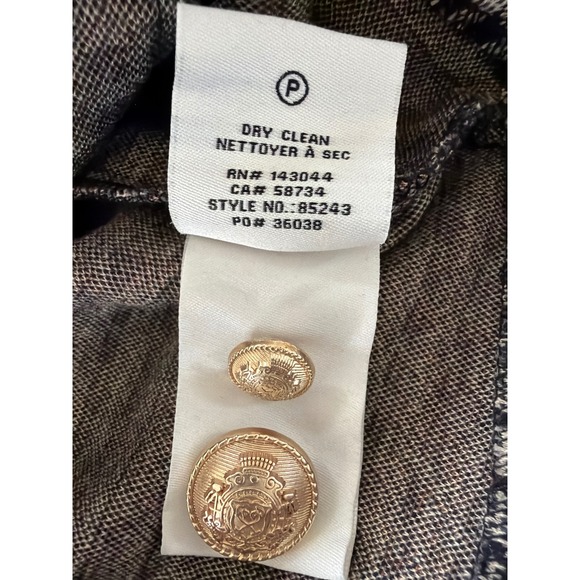 P
DRY CLEAN
NETTOYER À SEC
RN# 143044
CA# 58734
STYLE NO.:85243
PO# 36038